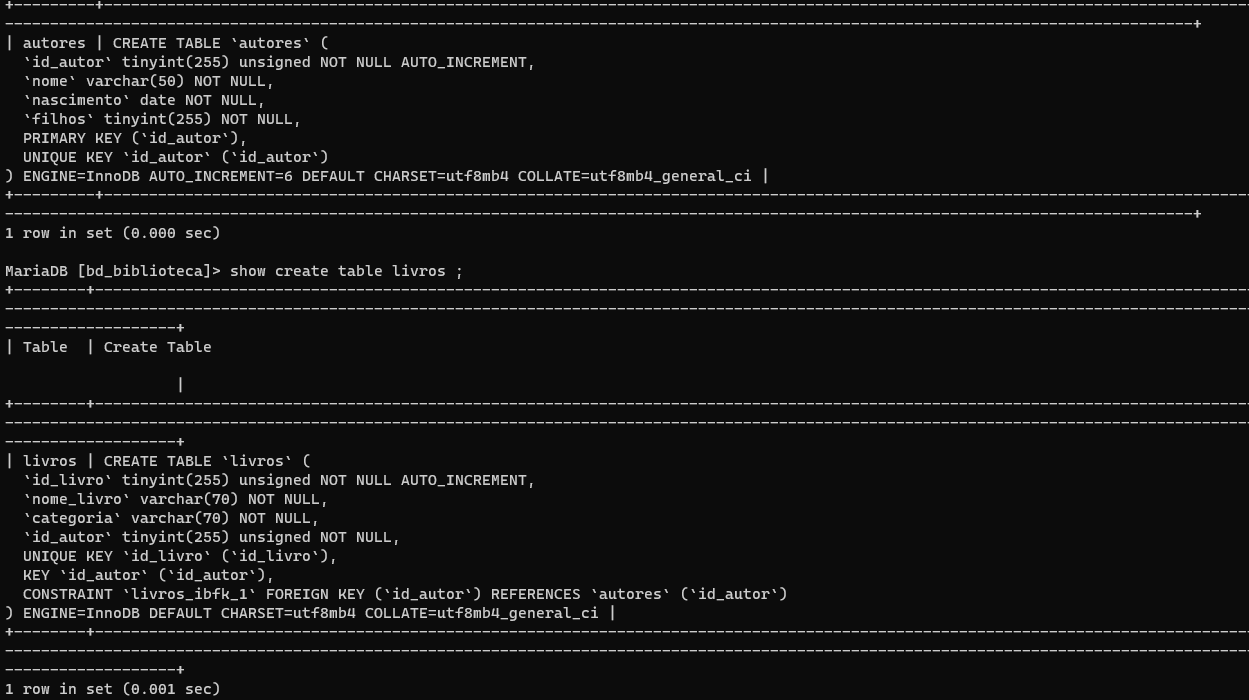 +---------+--------------------------------------------------------------------------------------------------------------------------------
------------------------------------------------------------------------------------------------------------------------------------+
| autores | CREATE TABLE `autores` (
  `id_autor` tinyint(255) unsigned NOT NULL AUTO_INCREMENT,
  `nome` varchar(50) NOT NULL,
  `nascimento` date NOT NULL,
  `filhos` tinyint(255) NOT NULL,
  PRIMARY KEY (`id_autor`),
  UNIQUE KEY `id_autor` (`id_autor`)
) ENGINE=InnoDB AUTO_INCREMENT=6 DEFAULT CHARSET=utf8mb4 COLLATE=utf8mb4_general_ci |
+---------+--------------------------------------------------------------------------------------------------------------------------------
------------------------------------------------------------------------------------------------------------------------------------+
1 row in set (0.000 sec)

MariaDB [bd_biblioteca]> show create table livros ;
+--------+---------------------------------------------------------------------------------------------------------------------------------
-------------------------------------------------------------------------------------------------------------------------------------------
-------------------+
| Table  | Create Table

                   |
+--------+---------------------------------------------------------------------------------------------------------------------------------
-------------------------------------------------------------------------------------------------------------------------------------------
-------------------+
| livros | CREATE TABLE `livros` (
  `id_livro` tinyint(255) unsigned NOT NULL AUTO_INCREMENT,
  `nome_livro` varchar(70) NOT NULL,
  `categoria` varchar(70) NOT NULL,
  `id_autor` tinyint(255) unsigned NOT NULL,
  UNIQUE KEY `id_livro` (`id_livro`),
  KEY `id_autor` (`id_autor`),
  CONSTRAINT `livros_ibfk_1` FOREIGN KEY (`id_autor`) REFERENCES `autores` (`id_autor`)
) ENGINE=InnoDB DEFAULT CHARSET=utf8mb4 COLLATE=utf8mb4_general_ci |
+--------+---------------------------------------------------------------------------------------------------------------------------------
-------------------------------------------------------------------------------------------------------------------------------------------
-------------------+
1 row in set (0.001 sec)